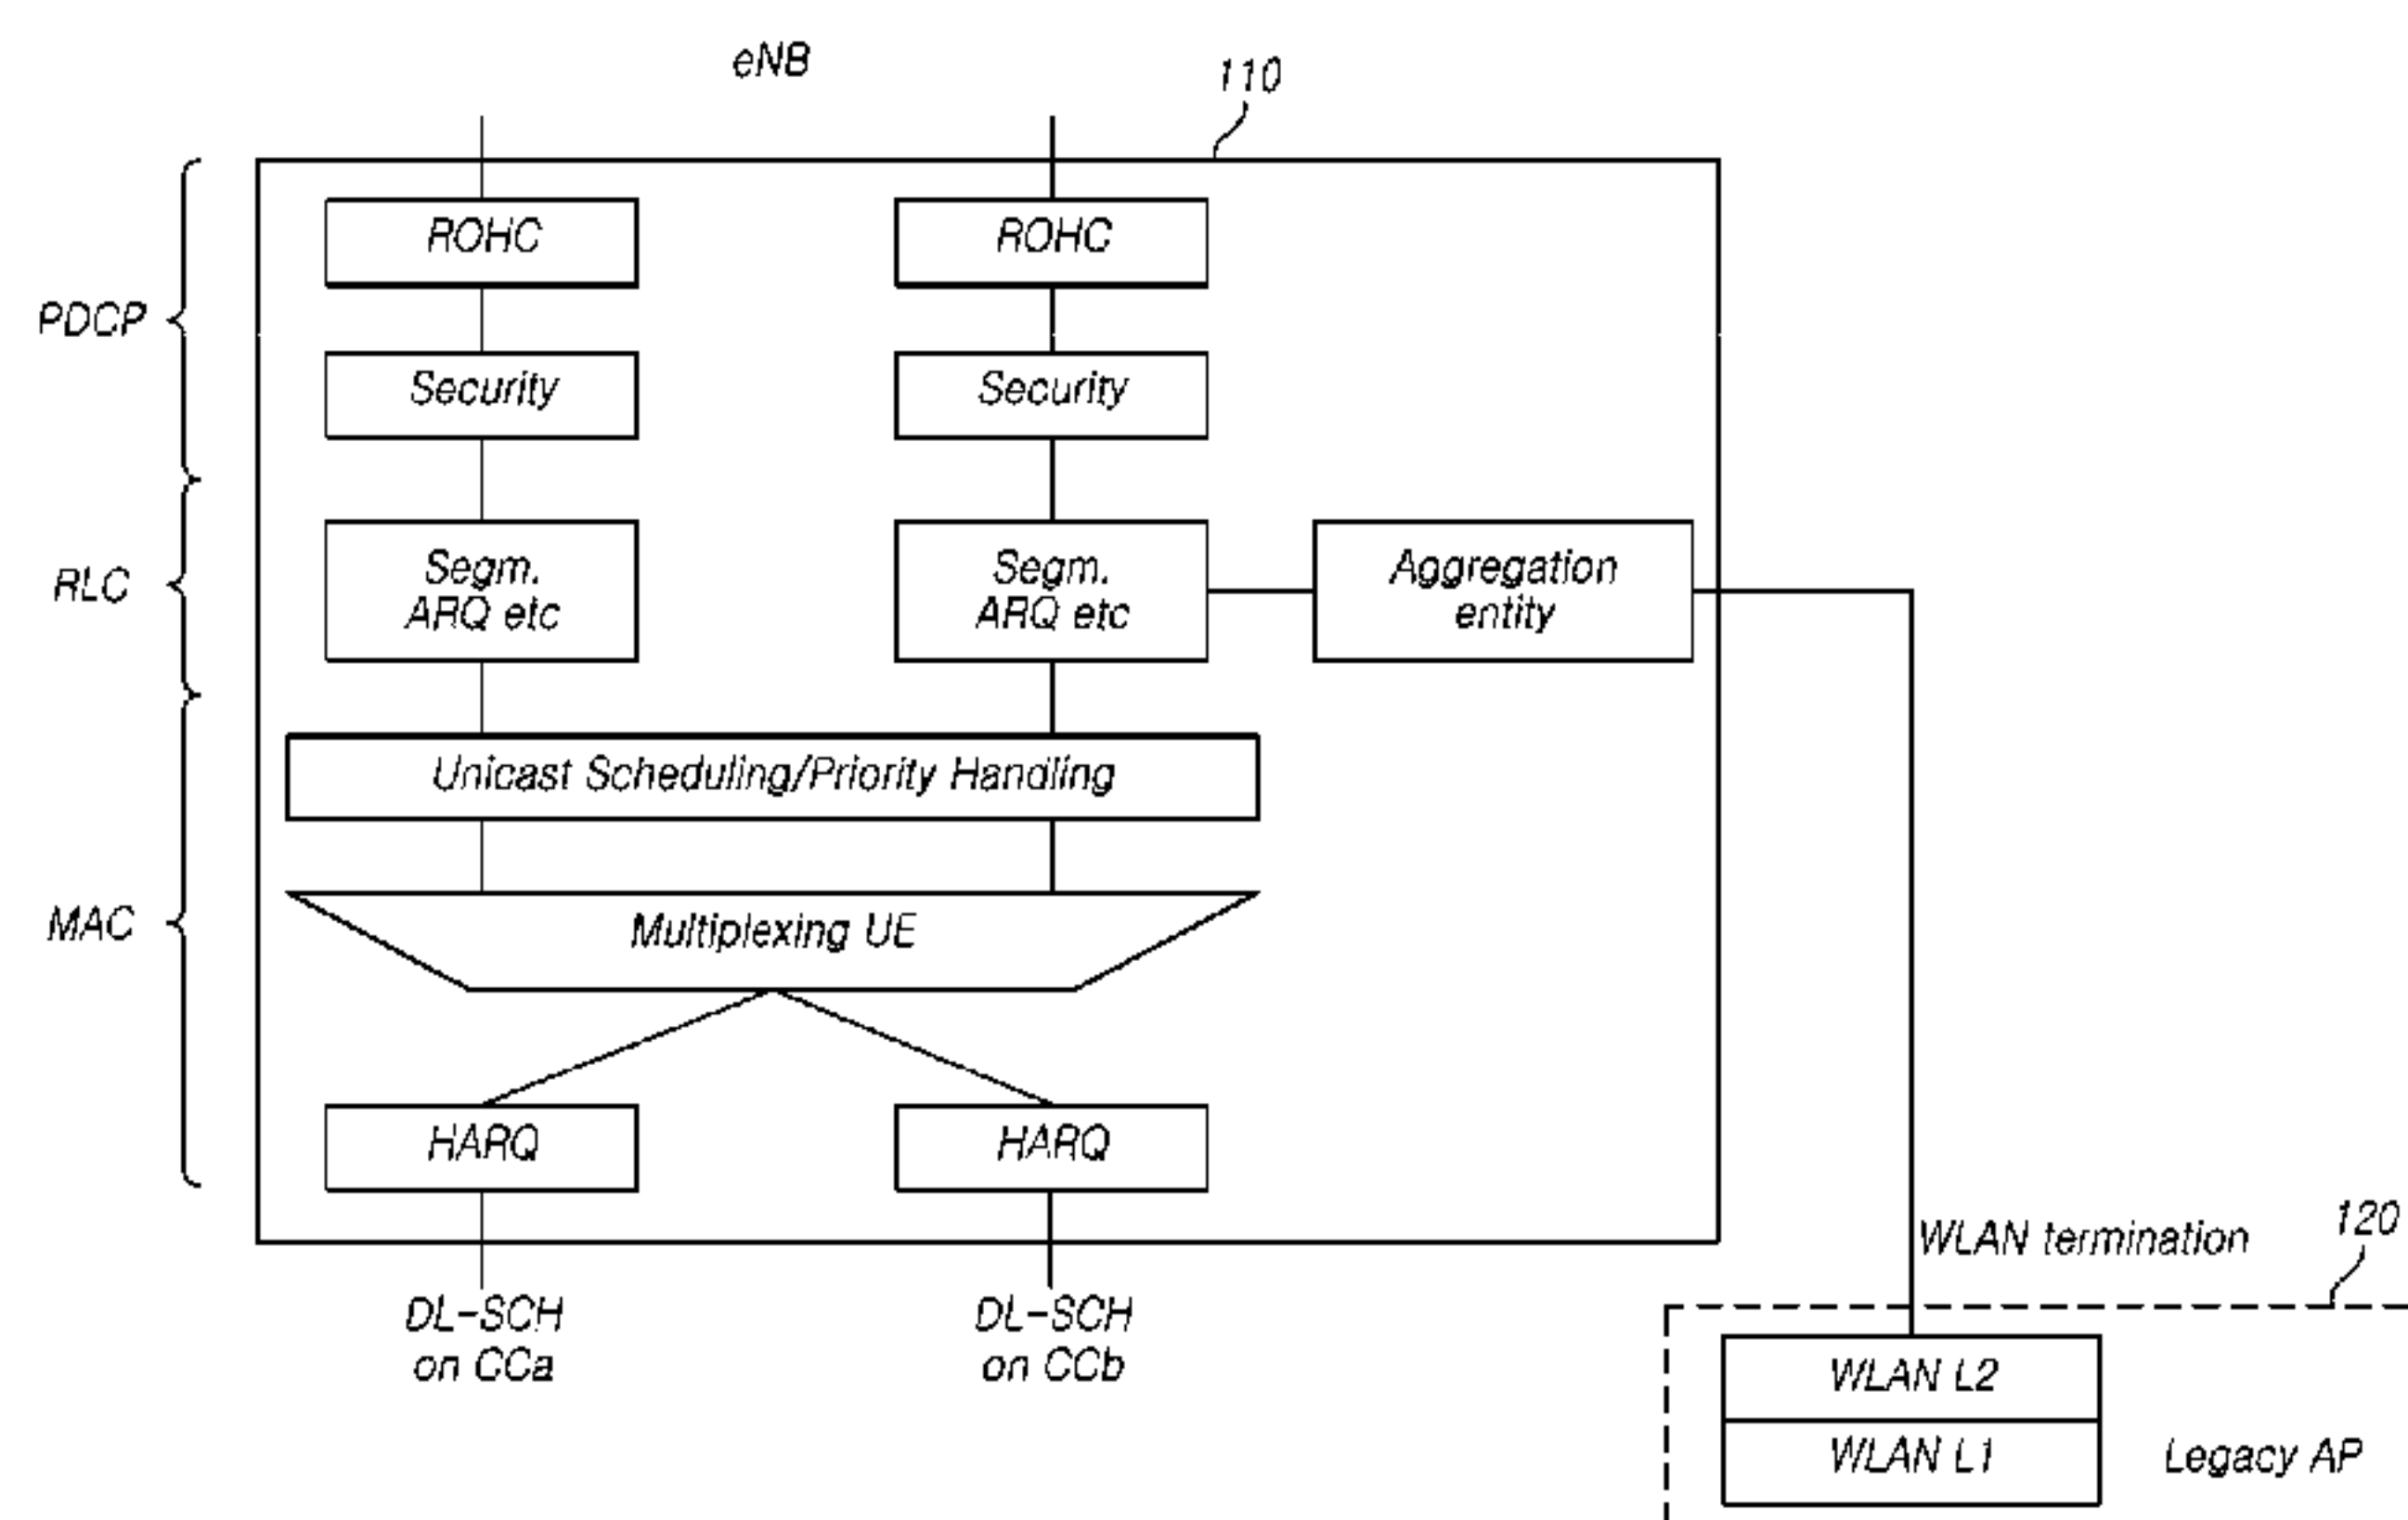 eNB
110
ROHC
ROHC
PDCP
Security
Security
Segm.
ARQ etc
Segm.
ARQ etc
Aggregation
entity
RLC
Unicast Scheduling/Priority Handling
MAC
Multiplexing UE
HARQ
HARQ
WLAN termination
120
DL-SCH
on CCa
DL-SCH
on CCb
WLAN L2
WLAN L1
Legacy AP